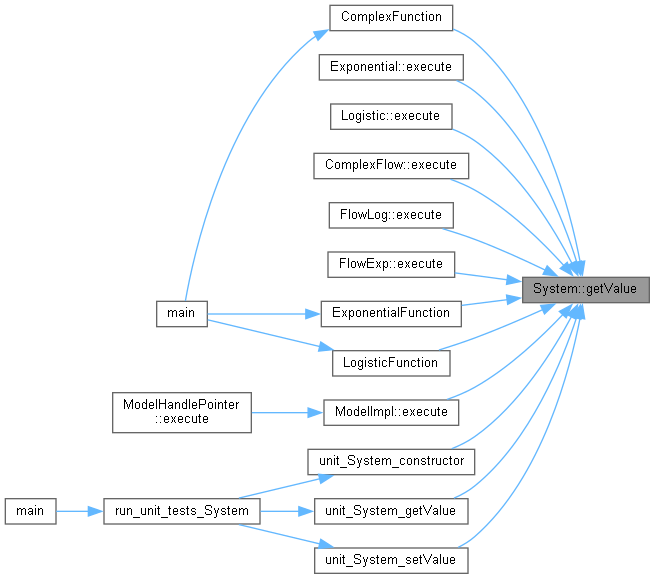 ComplexFunction
Exponential::execute
Logistic::execute
ComplexFlow::execute
FlowLog::execute
FlowExp::execute
System::getValue
main
ExponentialFunction
LogisticFunction
ModelHandlePointer
::execute
ModelImpl::execute
unit_System_constructor
main
run_unit_tests_System
unit_System_getValue
unit_System_setValue